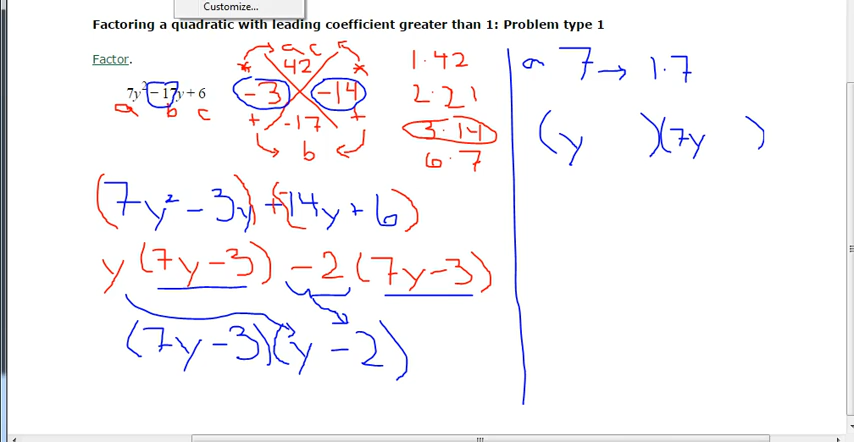 Customize...
Factoring a quadratic with leading coefficient greater than 1: Problem type 1
Factor.
7y² − 17y + 6
a b c
* a c *
42
−3 −14
+ −17 +
b
1·42
2·21
3·14
6·7
(7y² − 3y) + (−14y + 6)
y (7y − 3) − 2 (7y − 3)
(7y − 3)(y − 2)
a 7 → 1·7
(y )(7y )